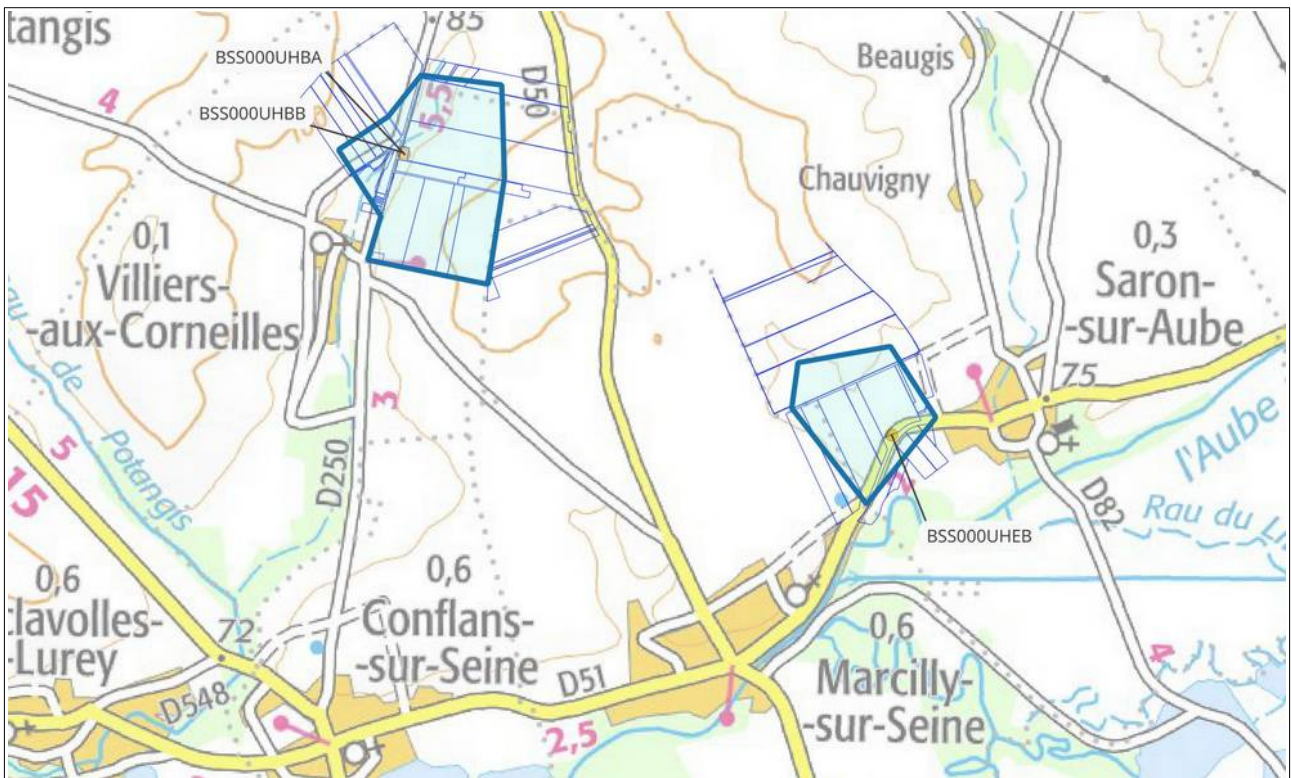 tangis
85
BSS000UHBA
Beaugis
4
5,5
D50
BSS000UHBB
Chauvigny
0,1
Villiers-
-aux-Corneilles
0,3
Saron-
-sur-Aube
75
de
Potangis
3
5
15
D250
l'Aube
D82
Rau du
BSS000UHEB
0,6
0,6
Conflans-
-sur-Seine
clavolles-
-Lurey
72
0,6
Marcilly-
-sur-Seine
4
D51
D548
2,5